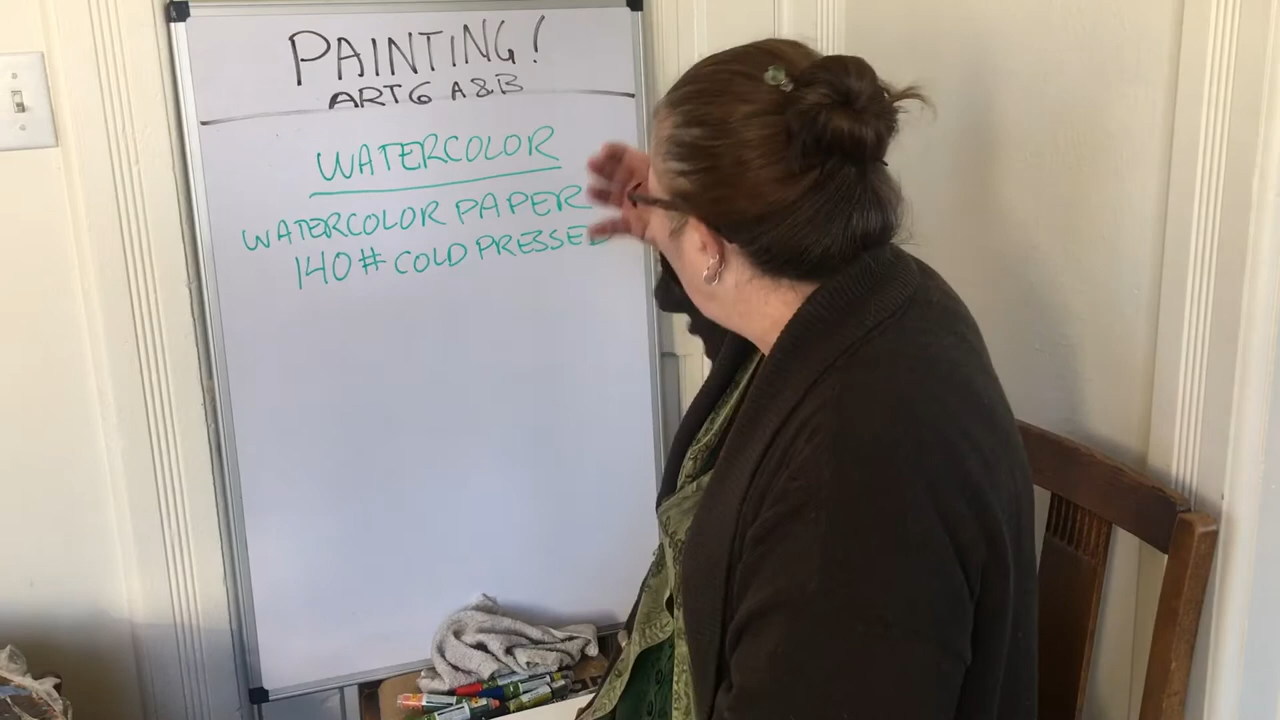 PAINTING!
ART 6 A&B
WATERCOLOR
WATERCOLOR PAPER
140# COLD PRESSED